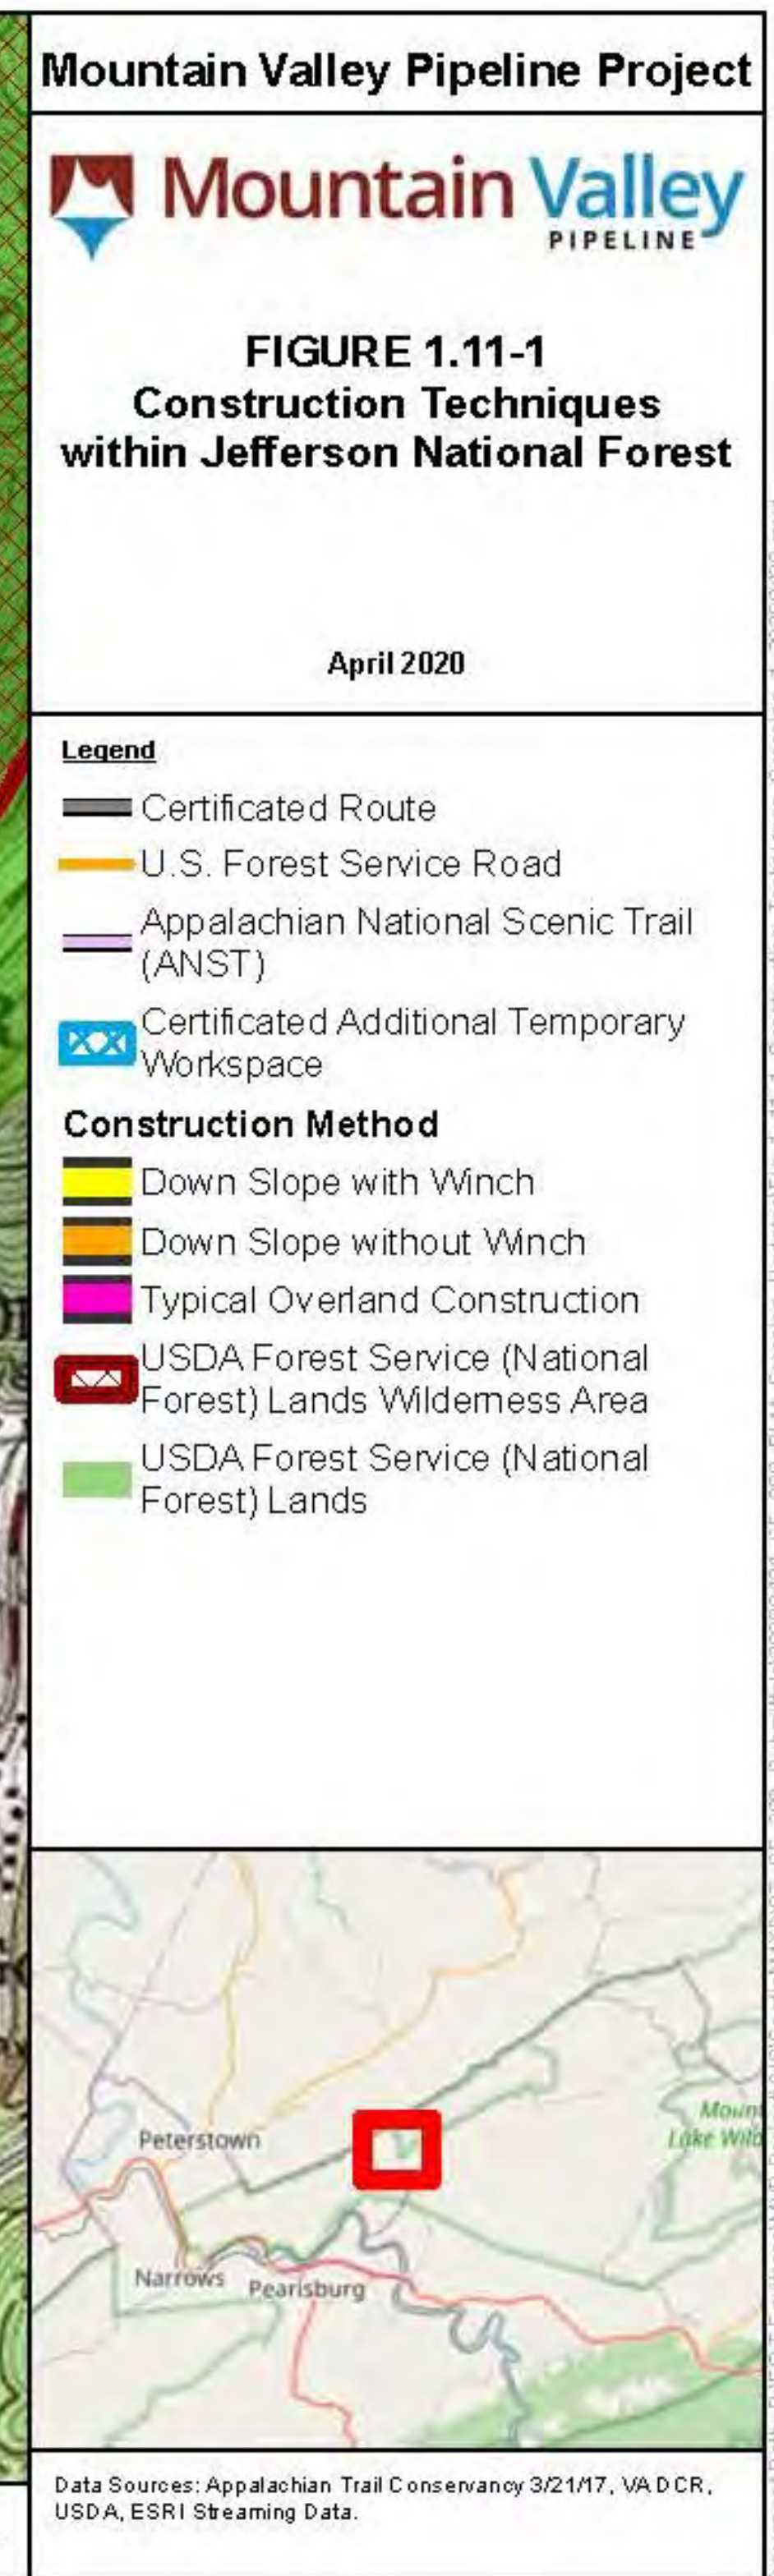 Mountain Valley Pipeline Project
Mountain Valley
PIPELINE
FIGURE 1.11-1
Construction Techniques
within Jefferson National Forest
April 2020
Legend
Certificated Route
U.S. Forest Service Road
Appalachian National Scenic Trail
(ANST)
Certificated Additional Temporary
Workspace
Construction Method
Down Slope with Winch
Down Slope without Winch
Typical Overland Construction
USDA Forest Service (National
Forest) Lands Wilderness Area
USDA Forest Service (National
Forest) Lands
Peterstown
Moun
Lake Wild
Narrows
Pearisburg
Data Sources: Appalachian Trail Conservancy 3/21/17, VADCR,
USDA, ESRI Streaming Data.